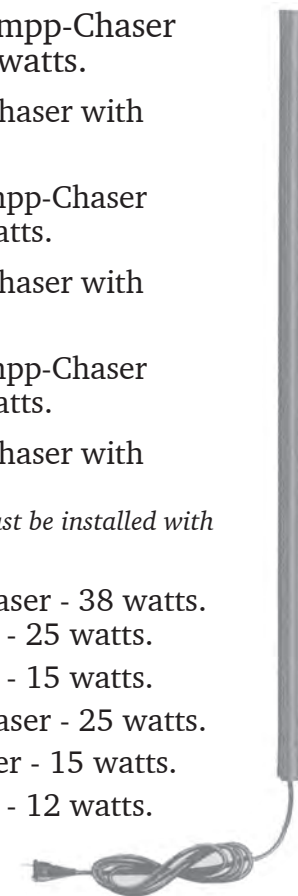 mpp-Chaser
watts.
haser with
mpp-Chaser
atts.
haser with
mpp-Chaser
atts.
haser with
ust be installed with
aser - 38 watts.
- 25 watts.
- 15 watts.
aser - 25 watts.
er - 15 watts.
- 12 watts.